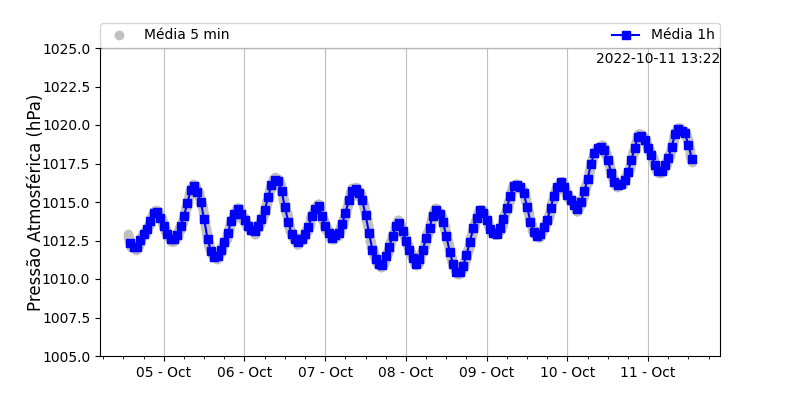 Média 5 min
Média 1h
2022-10-11 13:22
Pressão Atmosférica (hPa)
1025.0
1022.5
1020.0
1017.5
1015.0
1012.5
1010.0
1007.5
1005.0
05 - Oct
06 - Oct
07 - Oct
08 - Oct
09 - Oct
10 - Oct
11 - Oct